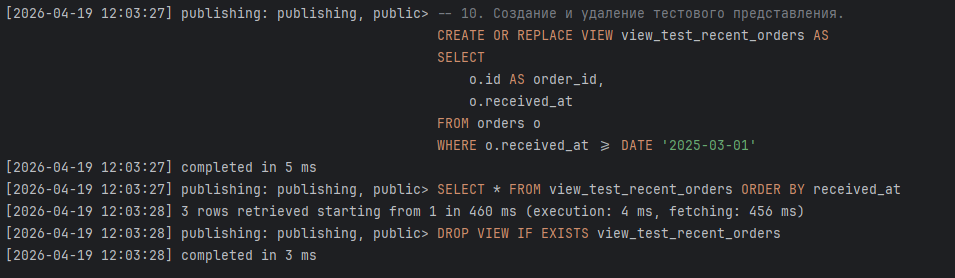 [2026-04-19 12:03:27] publishing: publishing, public> -- 10. Создание и удаление тестового представления.
CREATE OR REPLACE VIEW view_test_recent_orders AS
SELECT
o.id AS order_id,
o.received_at
FROM orders o
WHERE o.received_at >= DATE '2025-03-01'
[2026-04-19 12:03:27] completed in 5 ms
[2026-04-19 12:03:27] publishing: publishing, public> SELECT * FROM view_test_recent_orders ORDER BY received_at
[2026-04-19 12:03:28] 3 rows retrieved starting from 1 in 460 ms (execution: 4 ms, fetching: 456 ms)
[2026-04-19 12:03:28] publishing: publishing, public> DROP VIEW IF EXISTS view_test_recent_orders
[2026-04-19 12:03:28] completed in 3 ms